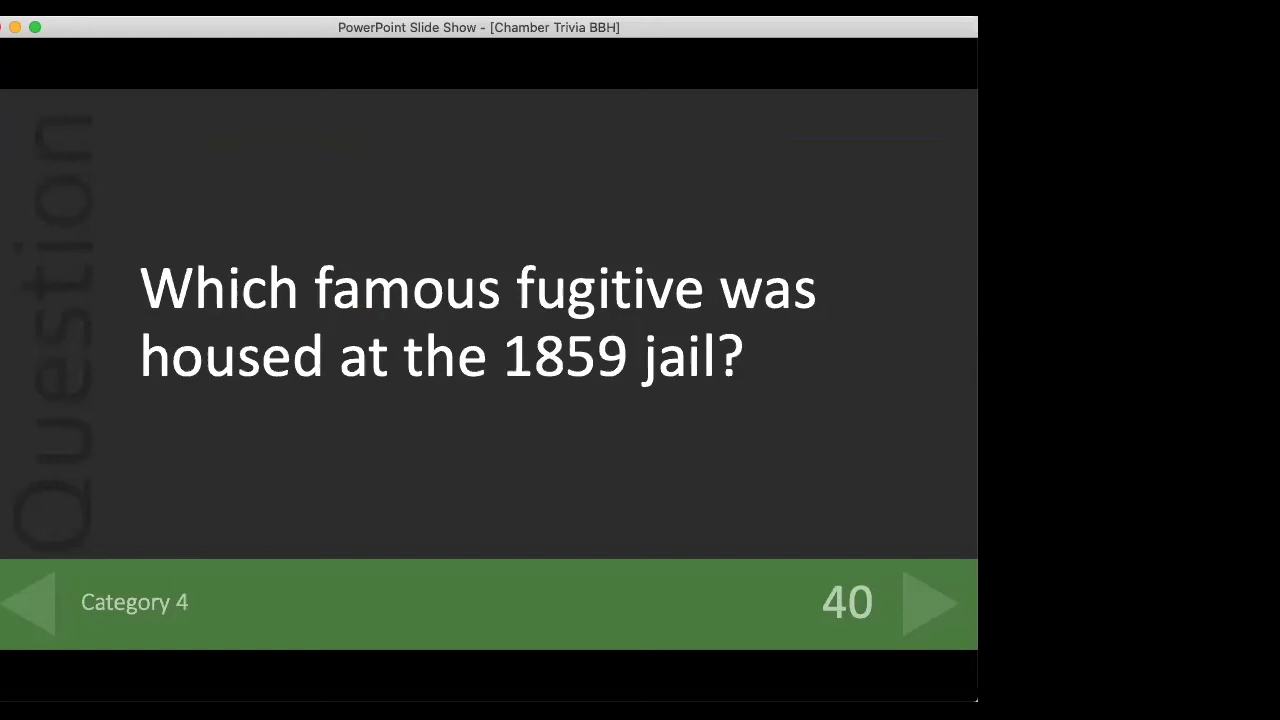 PowerPoint Slide Show - [Chamber Trivia BBH]
Question
Which famous fugitive was
housed at the 1859 jail?
Category 4
40